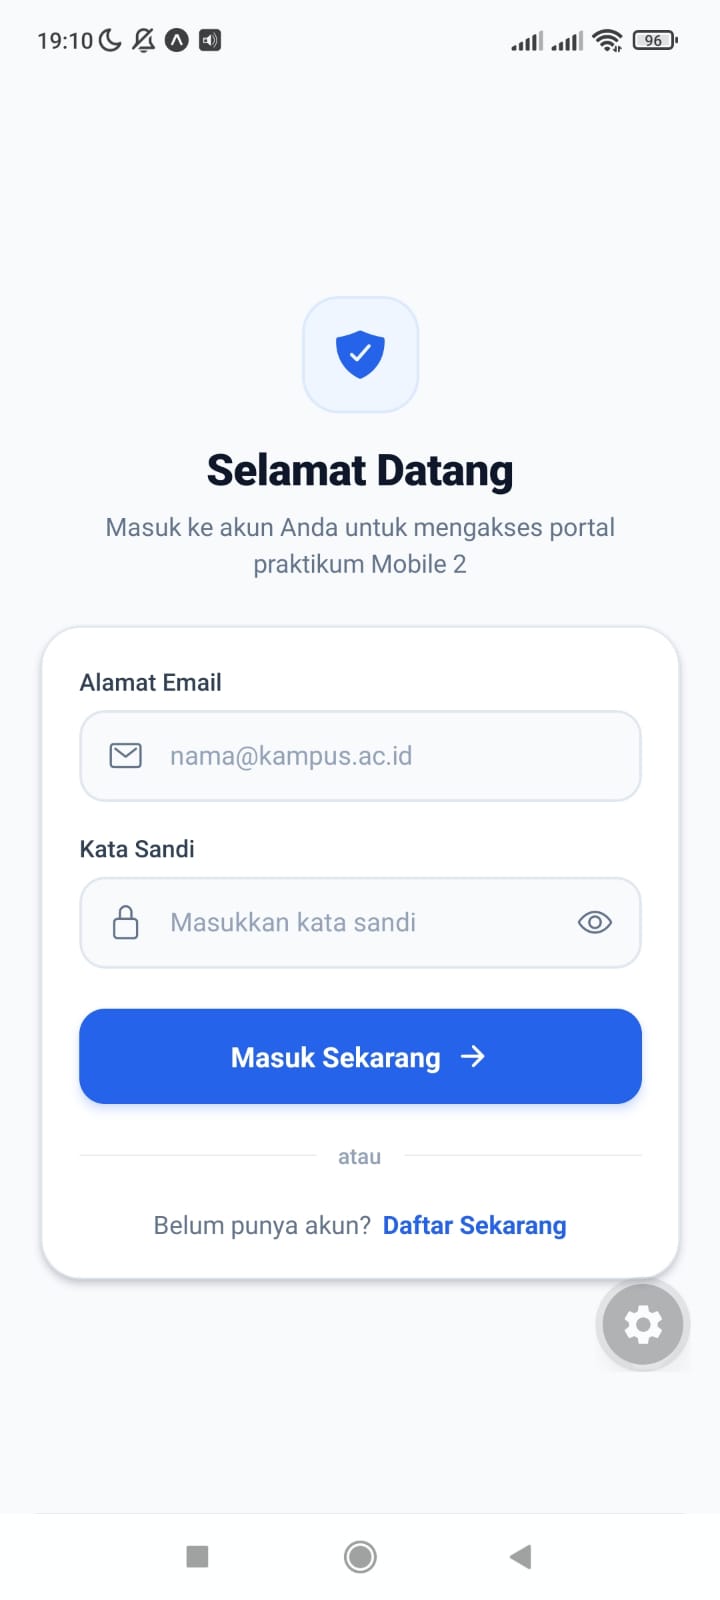 19:10
96
Selamat Datang
Masuk ke akun Anda untuk mengakses portal
praktikum Mobile 2
Alamat Email
nama@kampus.ac.id
Kata Sandi
Masukkan kata sandi
Masuk Sekarang →
atau
Belum punya akun? Daftar Sekarang